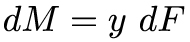 dM = y dF